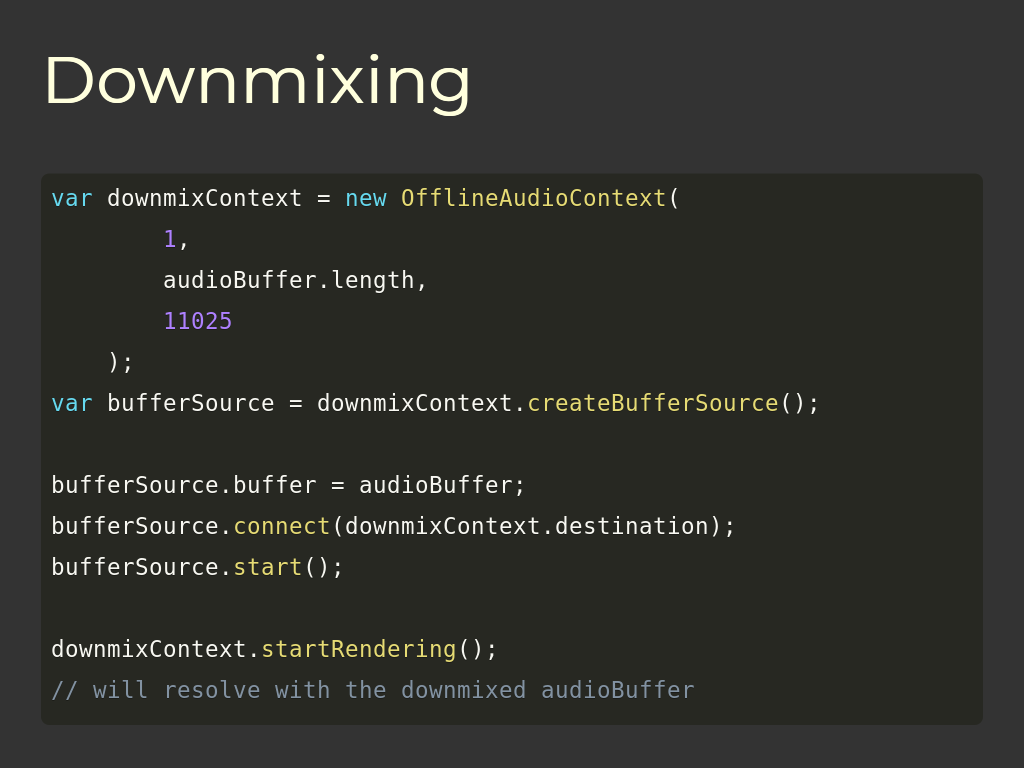 Downmixing
var downmixContext = new OfflineAudioContext(
        1,
        audioBuffer.length,
        11025
    );
var bufferSource = downmixContext.createBufferSource();

bufferSource.buffer = audioBuffer;
bufferSource.connect(downmixContext.destination);
bufferSource.start();

downmixContext.startRendering();
// will resolve with the downmixed audioBuffer